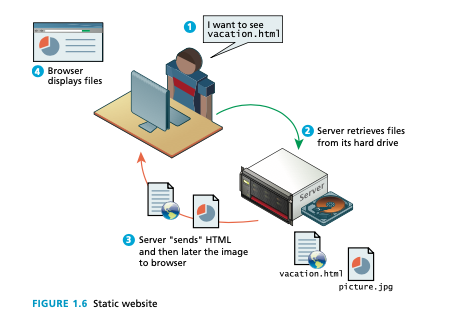 1 I want to see
vacation.html
4 Browser
displays files
2 Server retrieves files
from its hard drive
Server
3 Server "sends" HTML
and then later the image
to browser
vacation.html
picture.jpg
FIGURE 1.6 Static website